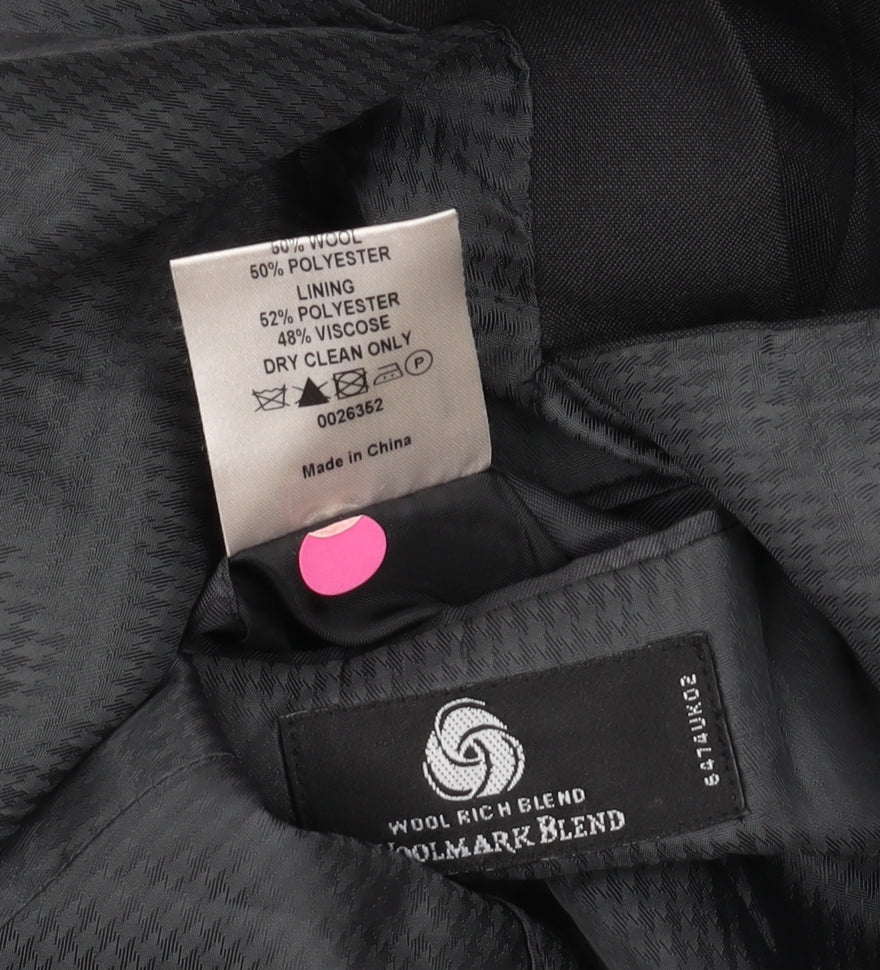 50% WOOL
50% POLYESTER
LINING
52% POLYESTER
48% VISCOSE
DRY CLEAN ONLY
P
0026352
Made in China
6474UK02
WOOL RICH BLEND
WOOLMARK BLEND